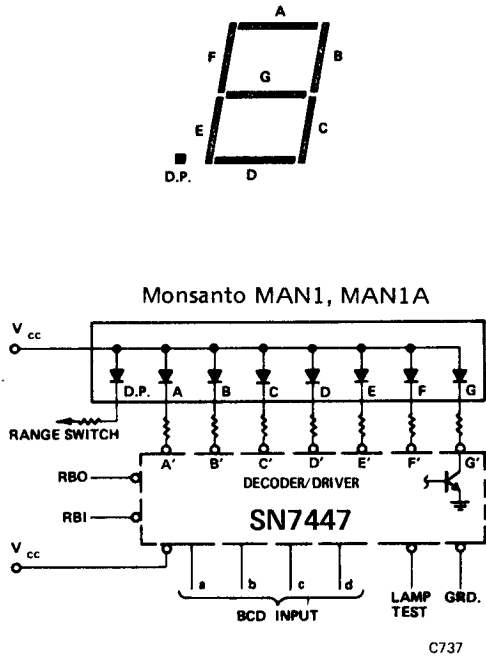 A
F
B
G
E
C
D.P.
D
Monsanto MAN1, MAN1A
V cc
D.P. A B C D E F G
RANGE SWITCH
A' B' C' D' E' F' G'
RBO
DECODER/DRIVER
SN7447
RBI
V cc
a b c d
LAMP TEST
GRD.
BCD INPUT
C737